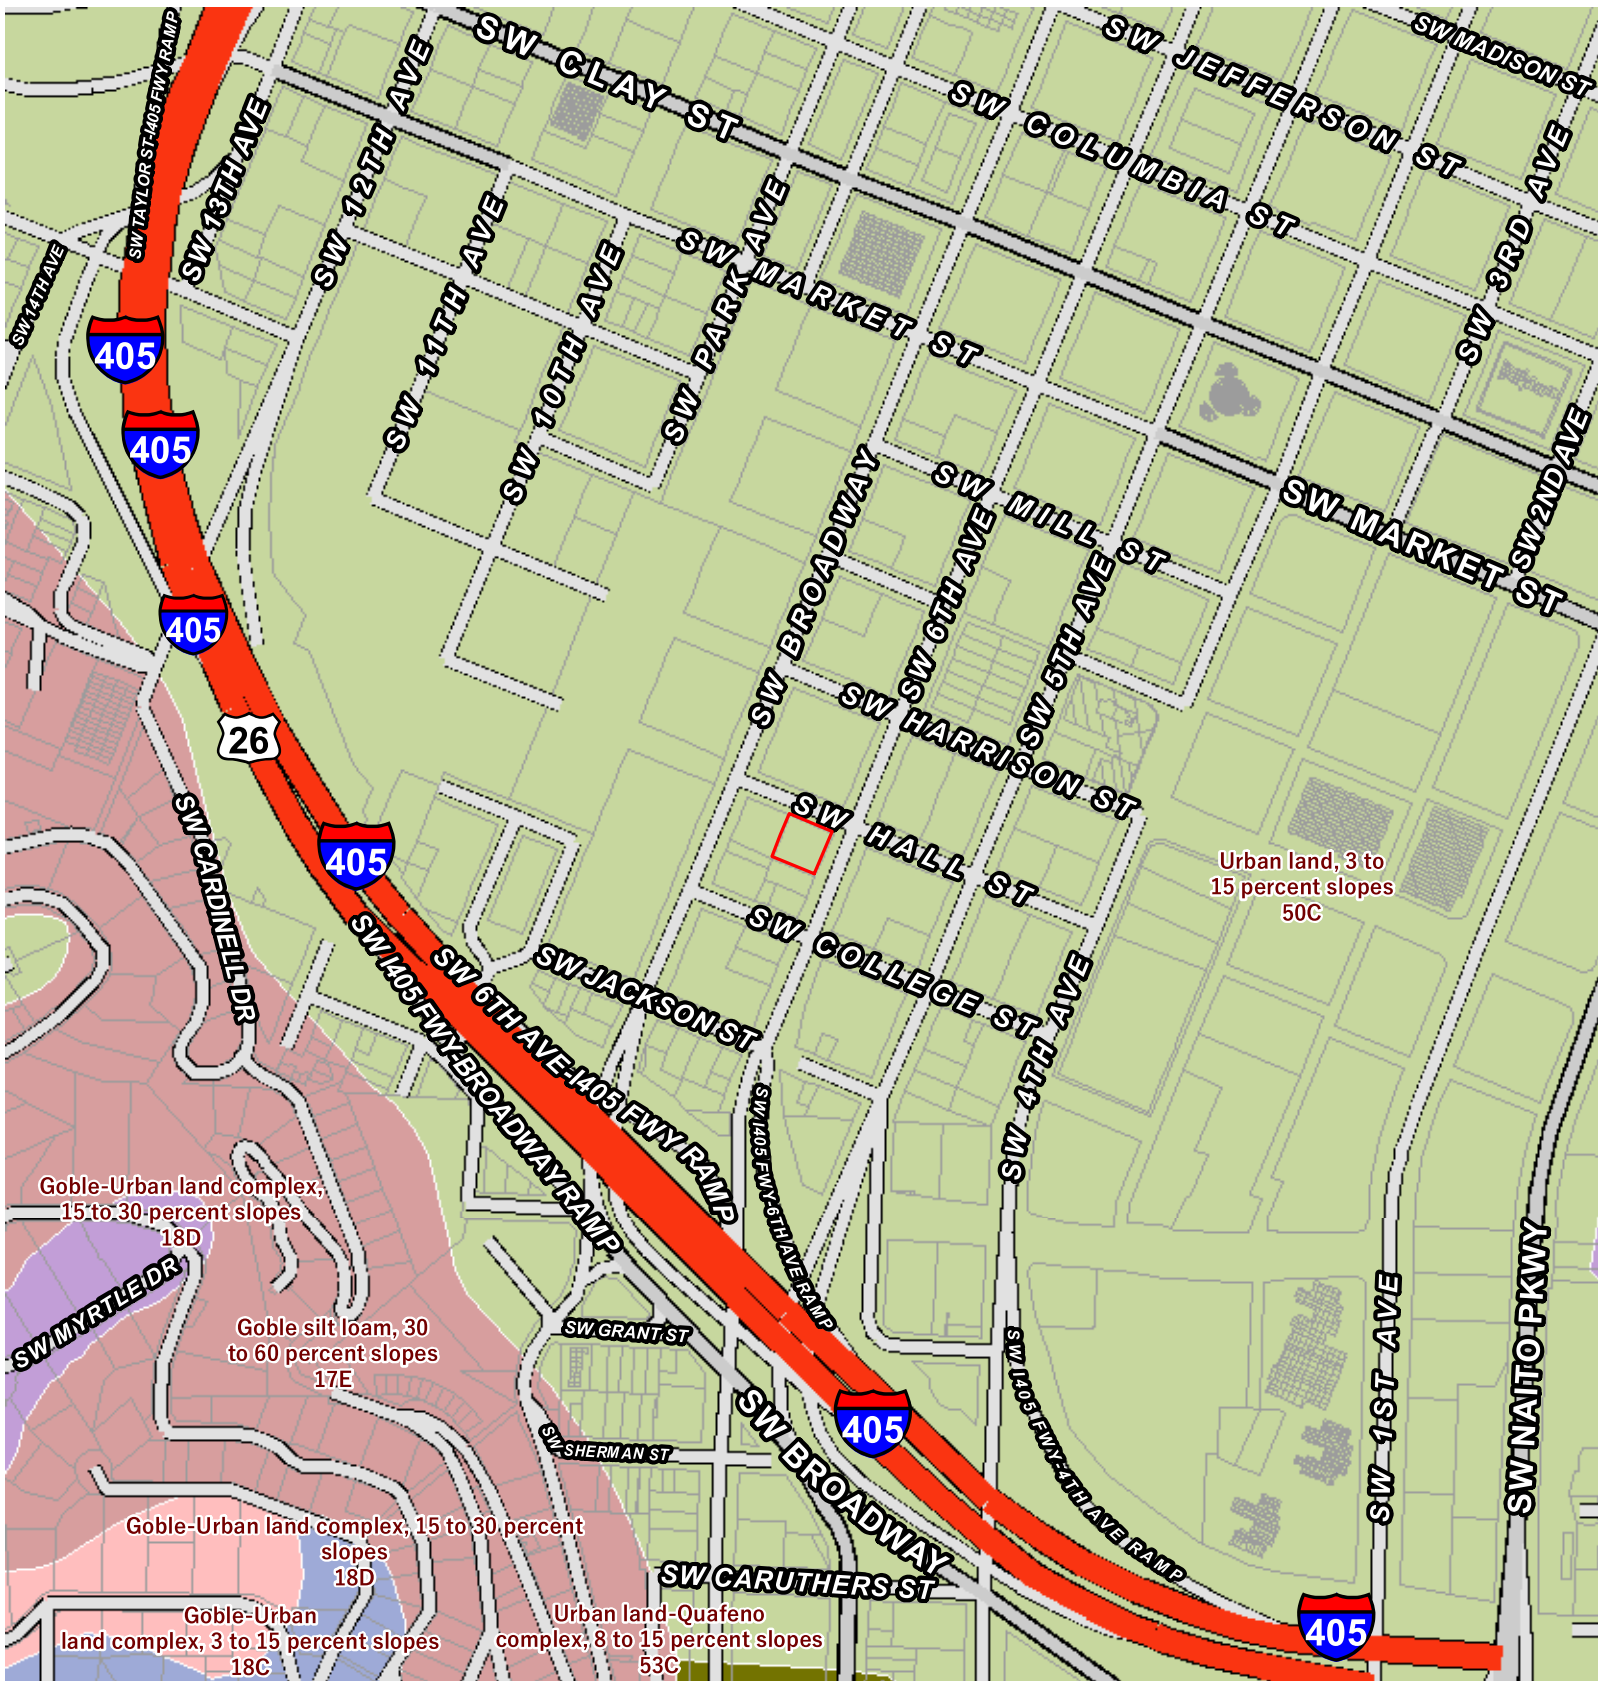 SW TAYLOR ST-I405 FWY RAMP
SW CLAY ST
SW JEFFERSON ST
SW MADISON ST
SW 13TH AVE
SW 12TH AVE
SW COLUMBIA ST
SW 3RD AVE
SW 14TH AVE
SW 11TH AVE
SW 10TH AVE
SW PARK AVE
SW MARKET ST
405
405
405
26
SW BROADWAY
SW MILL ST
SW 6TH AVE
SW 5TH AVE
SW MARKET ST
SW 2ND AVE
SW HARRISON ST
SW HALL ST
405
SW CARDINELL DR
SW COLLEGE ST
SW JACKSON ST
SW 4TH AVE
Urban land, 3 to
15 percent slopes
50C
SW I405 FWY-BROADWAY RAMP
SW 6TH AVE-I405 FWY RAMP
SW I405 FWY-6TH AVE RAMP
Goble-Urban land complex,
15 to 30 percent slopes
18D
SW MYRTLE DR
Goble silt loam, 30
to 60 percent slopes
17E
SW GRANT ST
SW SHERMAN ST
SW BROADWAY
405
SW I405 FWY-4TH AVE RAMP
SW 1ST AVE
SW NAITO PKWY
Goble-Urban land complex, 15 to 30 percent
slopes
18D
SW CARUTHERS ST
Goble-Urban
land complex, 3 to 15 percent slopes
18C
Urban land-Quafeno
complex, 8 to 15 percent slopes
53C
405